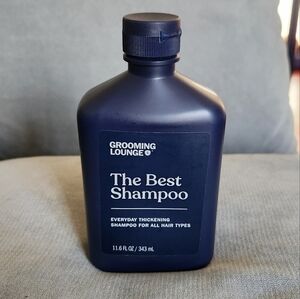 GROOMING
LOUNGE
The Best
Shampoo
EVERYDAY THICKENING
SHAMPOO FOR ALL HAIR TYPES
11.6 FL OZ / 343 mL